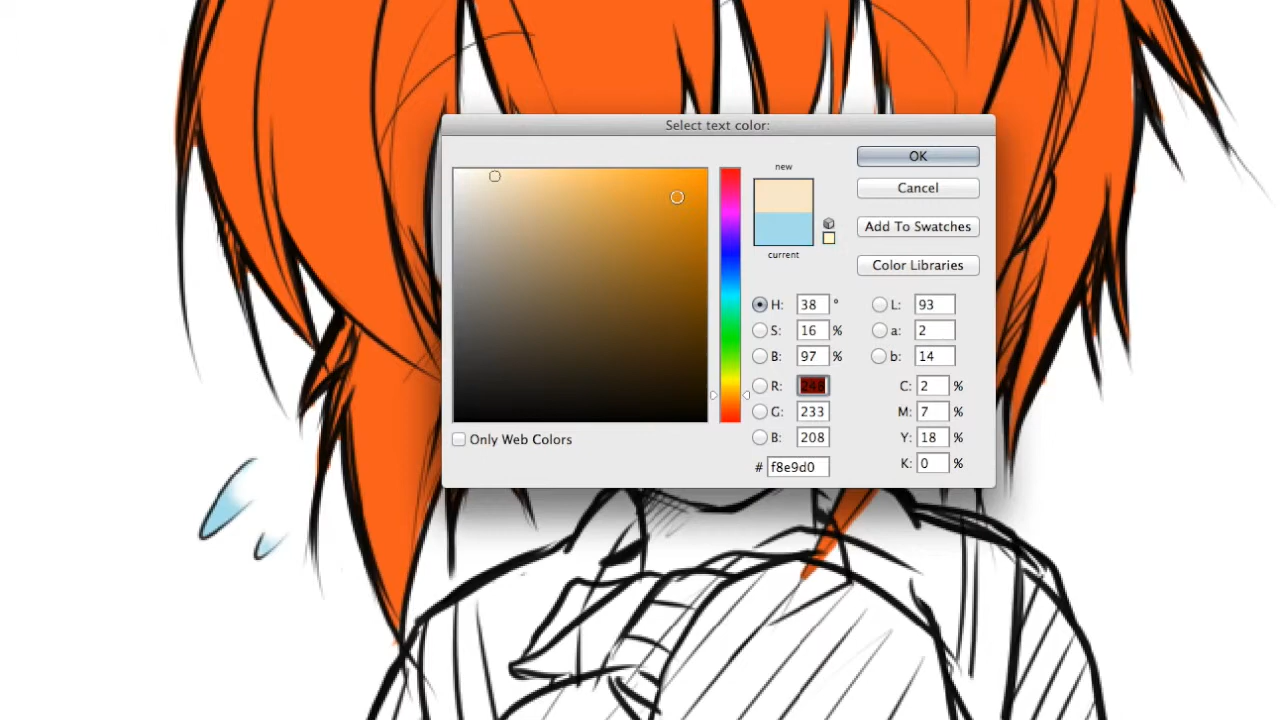 Select text color:
new
current
OK
Cancel
Add To Swatches
Color Libraries
H: 38 °
S: 16 %
B: 97 %
R: 248
G: 233
B: 208
# f8e9d0
L: 93
a: 2
b: 14
C: 2 %
M: 7 %
Y: 18 %
K: 0 %
Only Web Colors